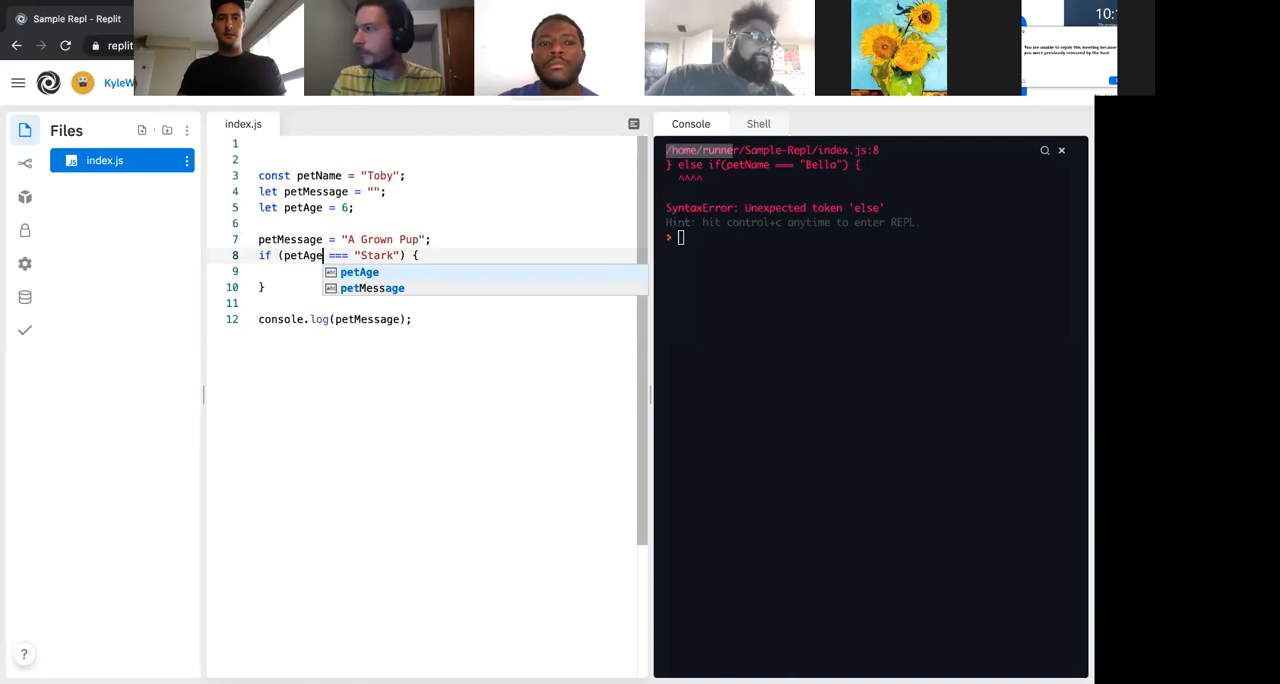 Sample Repl - Replit
replit
10:
You are unable to rejoin this meeting because
you were previously removed by the host.
KyleW
Files
index.js
index.js
Console
Shell
1
2
3 const petName = "Toby";
4 let petMessage = "";
5 let petAge = 6;
6
7 petMessage = "A Grown Pup";
8 if (petAge === "Stark") {
9
10 }
11
12 console.log(petMessage);
petAge
petMessage
/home/runner/Sample-Repl/index.js:8
} else if(petName === "Bella") {
^^^^
SyntaxError: Unexpected token 'else'
Hint: hit control+c anytime to enter REPL.
>
?